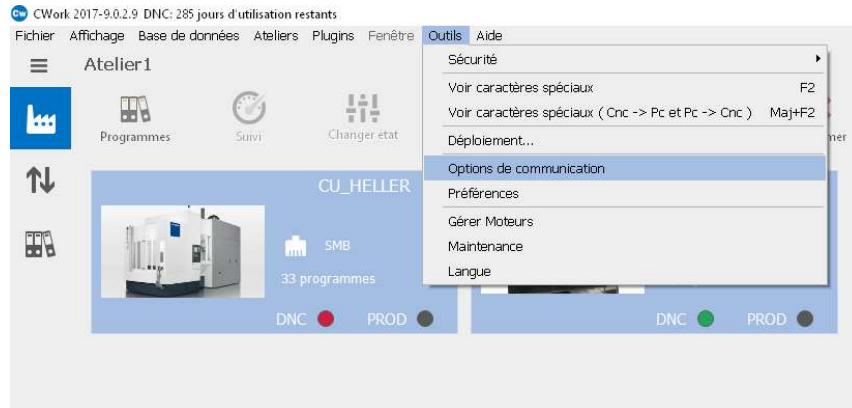 CWork 2017-9.0.2.9 DNC: 285 jours d'utilisation restants
Fichier Affichage Base de données Ateliers Plugins Fenêtre Outils Aide
Atelier1
Programmes
Suivi
Changer état
Sécurité
Voir caractères spéciaux F2
Voir caractères spéciaux ( Cnc -> Pc et Pc -> Cnc ) Maj+F2
Déploiement...
Options de communication
Préférences
Gérer Moteurs
Maintenance
Langue
CU_HELLER
SMB
33 programmes
DNC PROD
DNC PROD